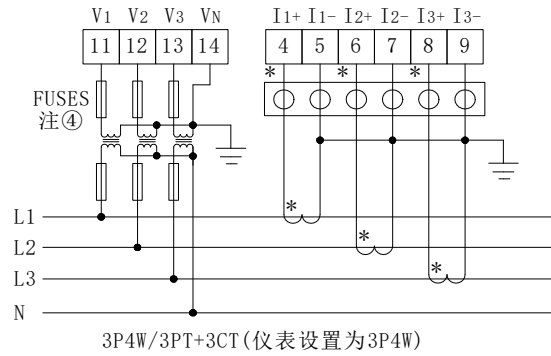 V1 V2 V3 VN I1+ I1- I2+ I2- I3+ I3-
11 12 13 14 4 5 6 7 8 9
* * *
FUSES
注④
L1 *
L2 *
L3 *
N
3P4W/3PT+3CT(仪表设置为3P4W)